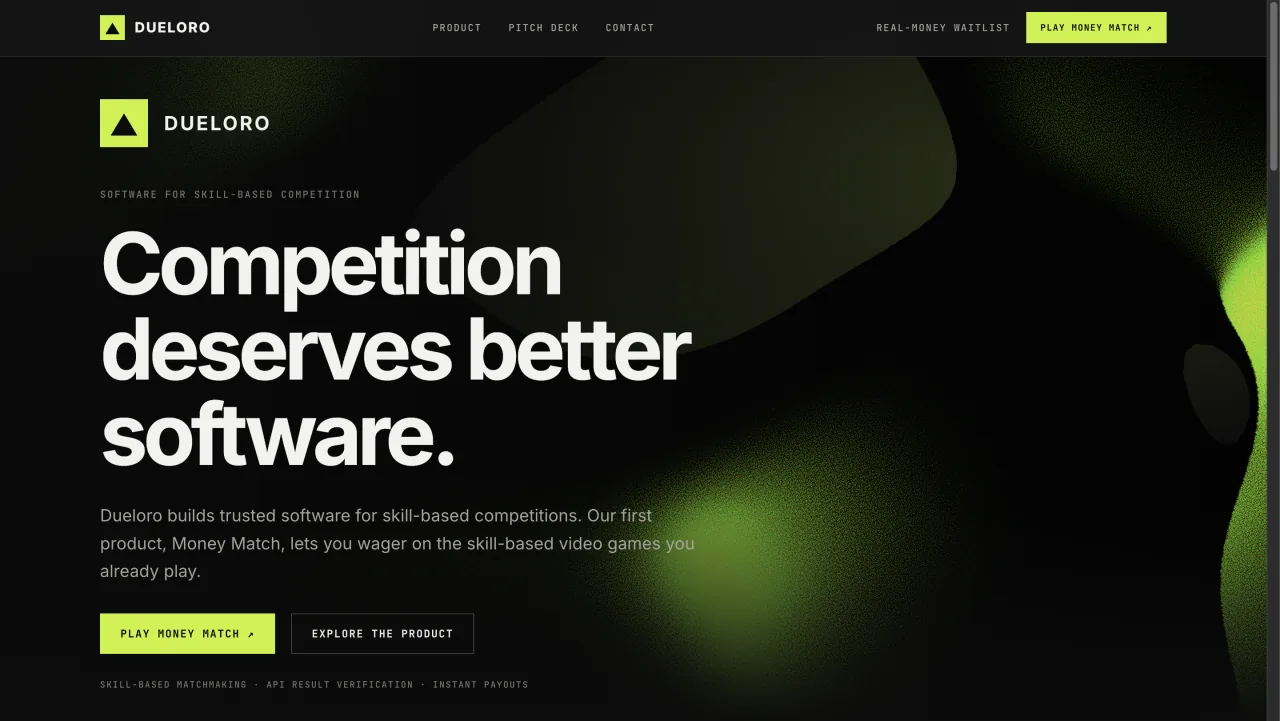 DUELORO
PRODUCT
PITCH DECK
CONTACT
REAL-MONEY WAITLIST
PLAY MONEY MATCH ↗
DUELORO
SOFTWARE FOR SKILL-BASED COMPETITION
Competition
deserves better
software.
Dueloro builds trusted software for skill-based competitions. Our first
product, Money Match, lets you wager on the skill-based video games you
already play.
PLAY MONEY MATCH ↗
EXPLORE THE PRODUCT
SKILL-BASED MATCHMAKING · API RESULT VERIFICATION · INSTANT PAYOUTS